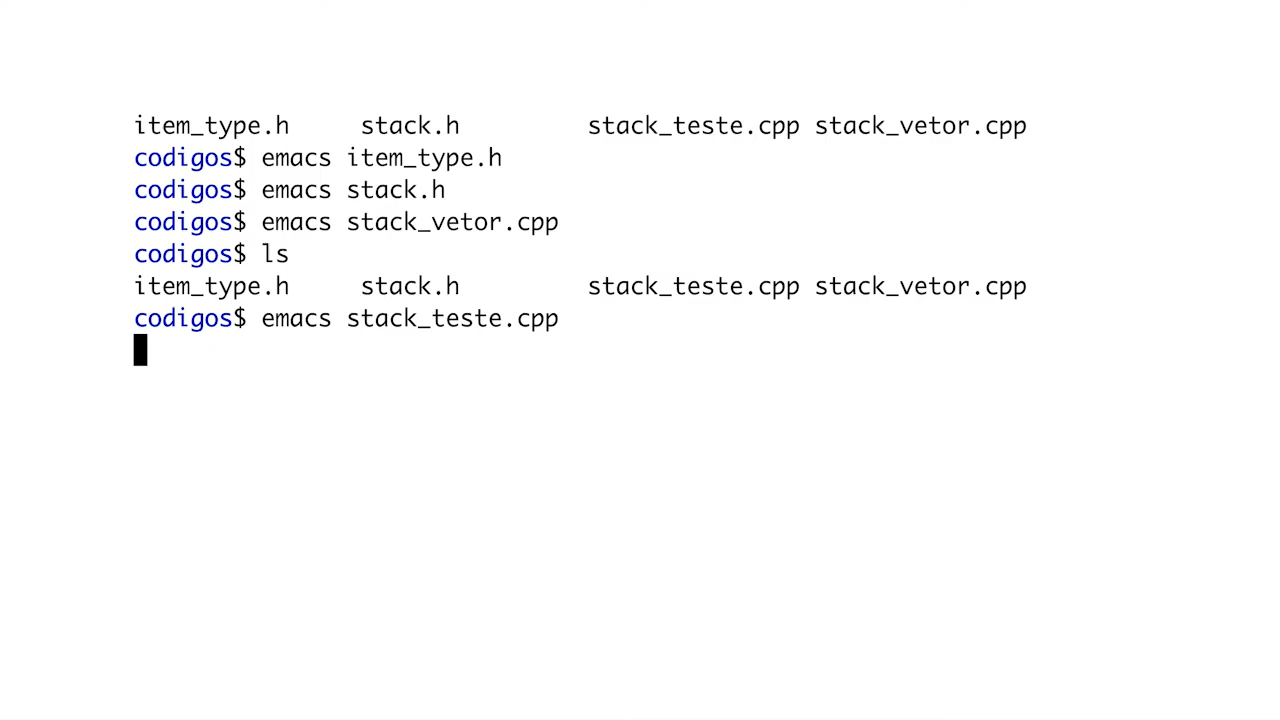 item_type.h stack.h stack_teste.cpp stack_vetor.cpp
codigos$ emacs item_type.h
codigos$ emacs stack.h
codigos$ emacs stack_vetor.cpp
codigos$ ls
item_type.h stack.h stack_teste.cpp stack_vetor.cpp
codigos$ emacs stack_teste.cpp